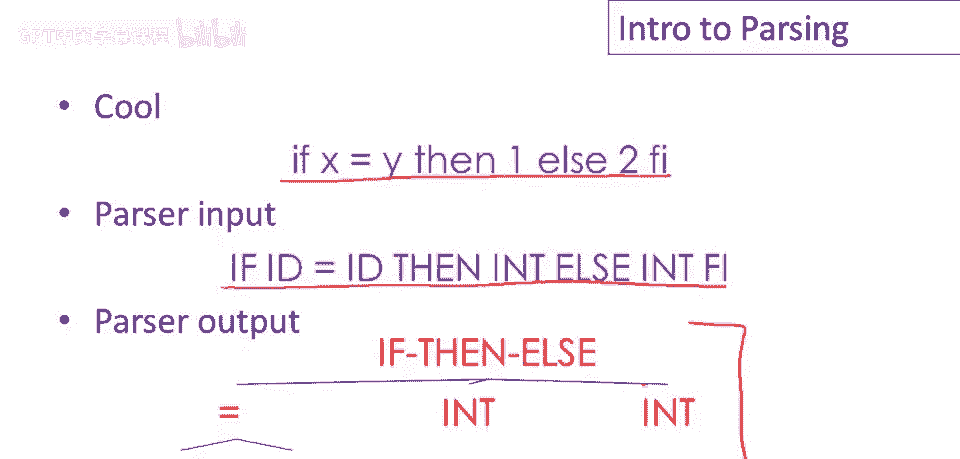 Intro to Parsing
• Cool
if x = y then 1 else 2 fi
• Parser input
IF ID = ID THEN INT ELSE INT FI
• Parser output
IF-THEN-ELSE
= INT INT